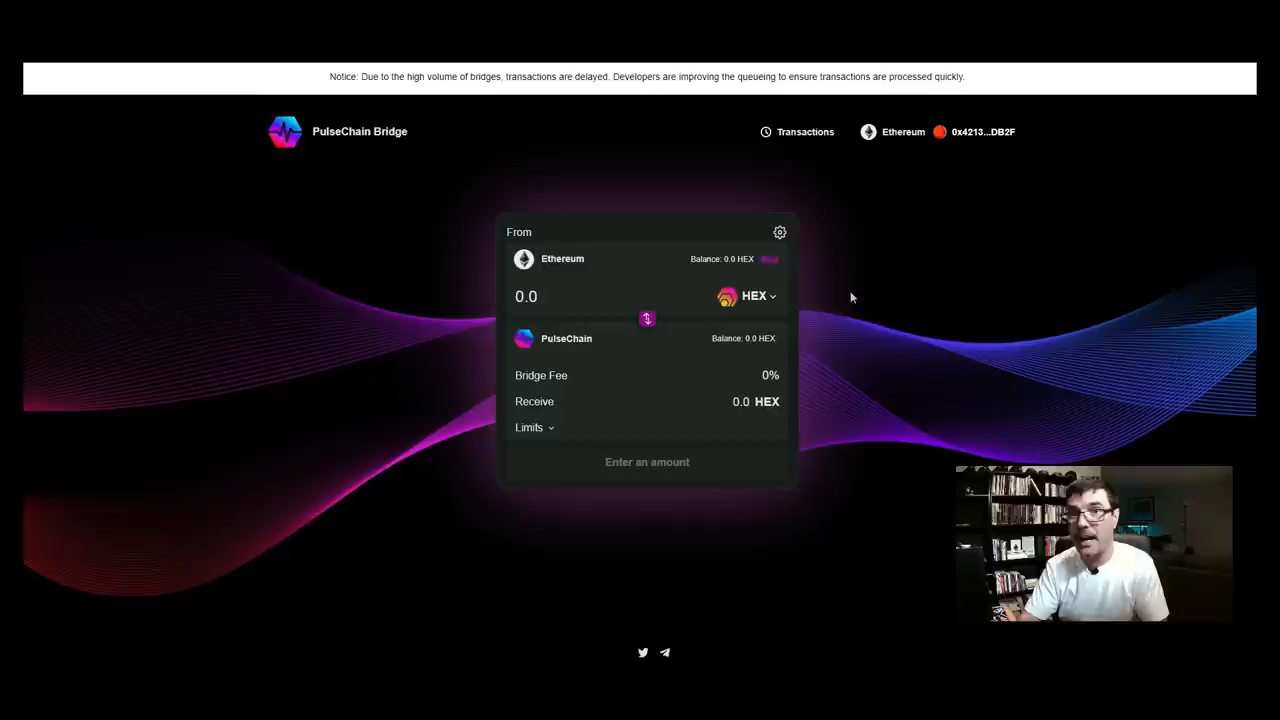 Notice: Due to the high volume of bridges, transactions are delayed. Developers are improving the queueing to ensure transactions are processed quickly.
PulseChain Bridge
Transactions
Ethereum
0x4213...DB2F
From
Ethereum
Balance: 0.0 HEX
0.0
HEX
PulseChain
Balance: 0.0 HEX
Bridge Fee
0%
Receive
0.0 HEX
Limits
Enter an amount